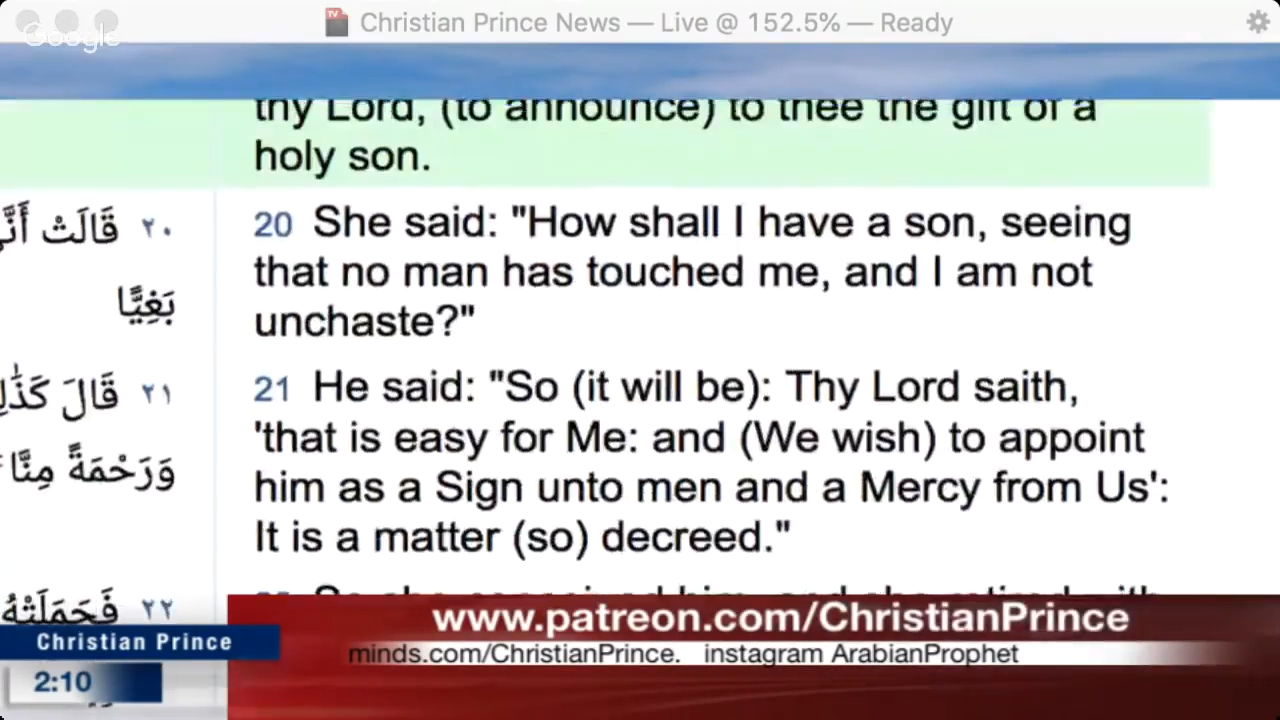 Christian Prince News — Live @ 152.5% — Ready
Google
thy Lord, (to announce) to thee the gift of a
holy son.
٢٠ قَالَتْ
20 She said: "How shall I have a son, seeing
that no man has touched me, and I am not
بَغِيًّا
unchaste?"
٢١ قَالَ
21 He said: "So (it will be): Thy Lord saith,
'that is easy for Me: and (We wish) to appoint
وَرَحْمَةً مِنَّا
him as a Sign unto men and a Mercy from Us':
It is a matter (so) decreed."
٢٢ فَحَمَلَتْهُ
www.patreon.com/ChristianPrince
Christian Prince
minds.com/ChristianPrince. instagram ArabianProphet
2:10